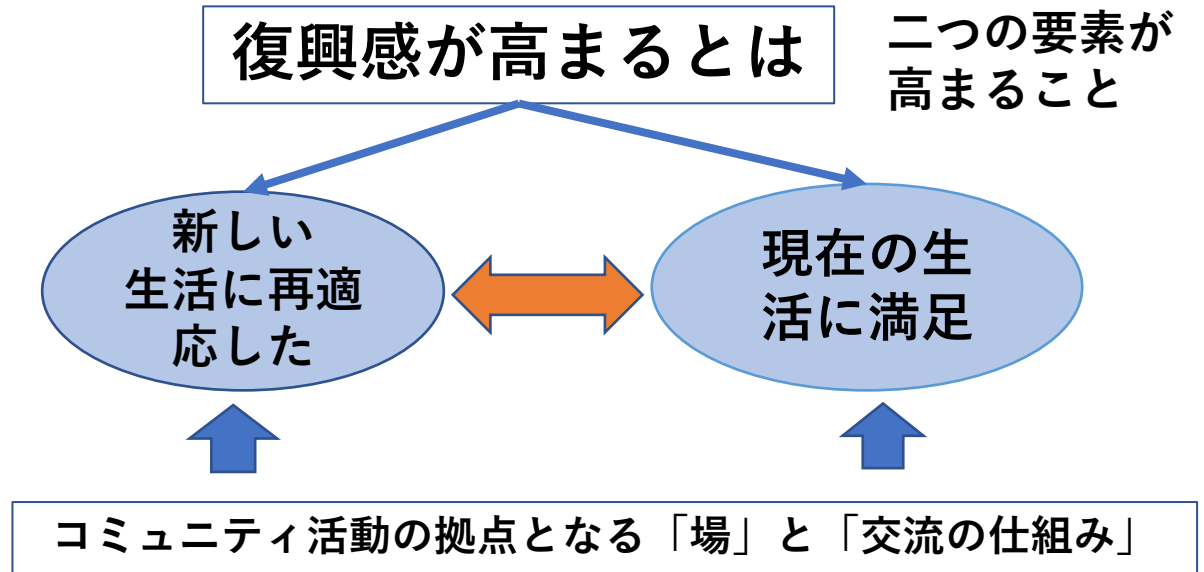 復興感が高まるとは
二つの要素が
高まること
新しい
生活に再適
応した
現在の生
活に満足
コミュニティ活動の拠点となる「場」と「交流の仕組み」